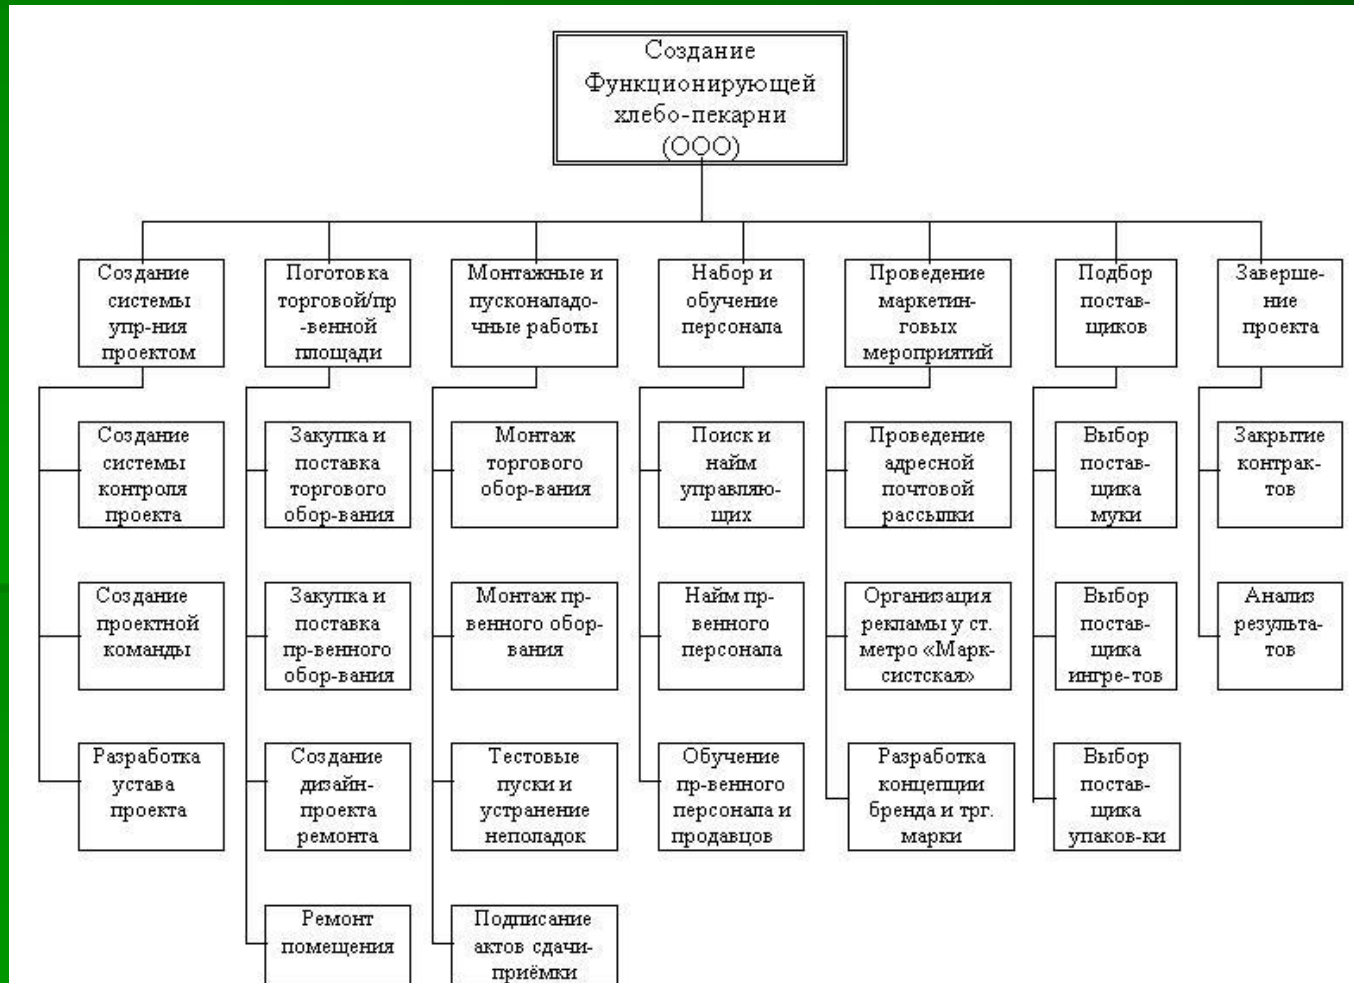 Создание
Функционирующей
хлебо-пекарни
(ООО)
Создание
системы
упр-ния
проектом
Поготовка
торговой/пр
-венной
площади
Монтажные и
пусконаладо-
чные работы
Набор и
обучение
персонала
Проведение
маркетин-
говых
мероприятий
Подбор
постав-
щиков
Заверше-
ние
проекта
Создание
системы
контроля
проекта
Закупка и
поставка
торгового
обор-вания
Монтаж
торгового
обор-вания
Поиск и
найм
управляю-
щих
Проведение
адресной
почтовой
рассылки
Выбор
постав-
щика
муки
Закрытие
контрак-
тов
Создание
проектной
команды
Закупка и
поставка
пр-венного
обор-вания
Монтаж пр-
венного обор-
вания
Найм пр-
венного
персонала
Организация
рекламы у ст.
метро «Марк-
систская»
Выбор
постав-
щика
ингре-тов
Анализ
результа-
тов
Разработка
устава
проекта
Создание
дизайн-
проекта
ремонта
Тестовые
пуски и
устранение
неполадок
Обучение
пр-венного
персонала и
продавцов
Разработка
концепции
бренда и трг.
марки
Выбор
постав-
щика
упаков-ки
Ремонт
помещения
Подписание
актов сдачи-
приёмки